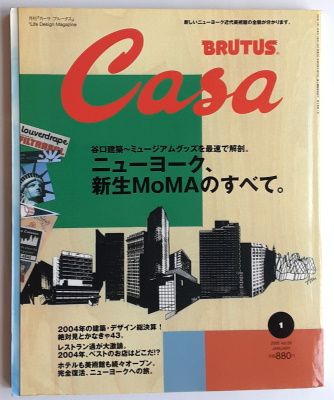 月刊『カーサ ブルータス』
"Life Design Magazine
新しいニューヨーク近代美術館の全貌が分かります。
BRUTUS
Casa
louverdrape
FILTRAR
谷口建築〜ミュージアムグッズを最速で解剖。
ニューヨーク、
新生MoMAのすべて。
2004年の建築・デザイン総決算!
絶対見とかなきゃ43。
レストラン通が大激論。
2004年、ベストのお店はどこだ!?
ホテルも美術館も続々オープン。
完全復活、ニューヨークへの旅。
1
JANUARY
880円